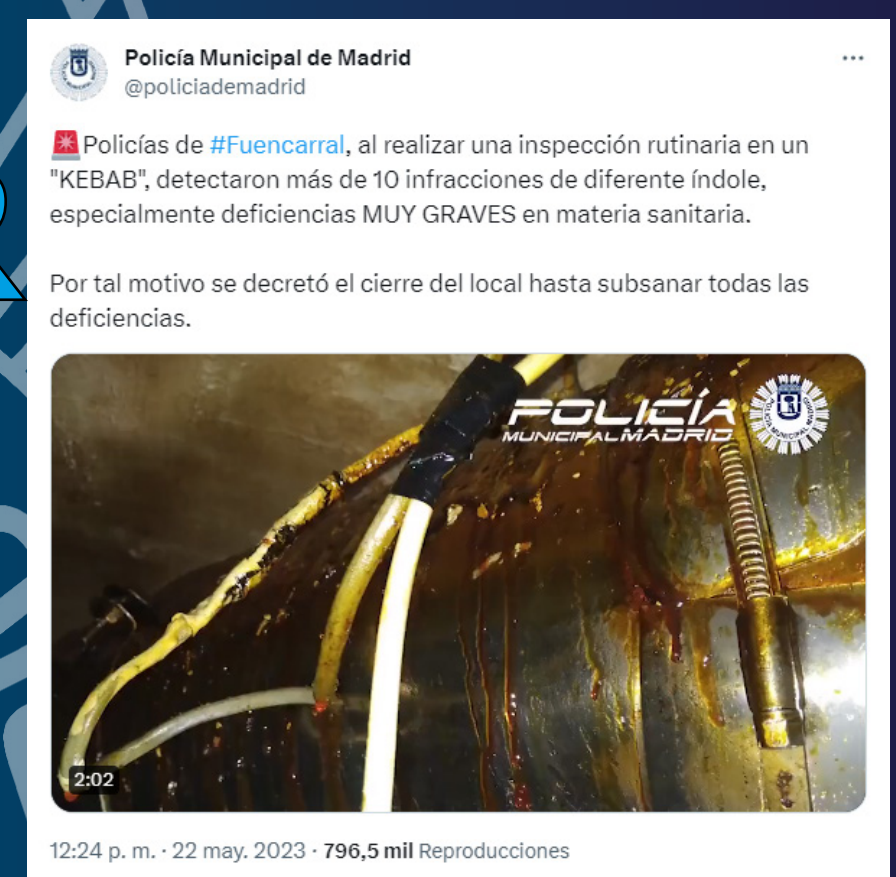 Policía Municipal de Madrid
@policiademadrid
🚨Policías de #Fuencarral, al realizar una inspección rutinaria en un
"KEBAB", detectaron más de 10 infracciones de diferente índole,
especialmente deficiencias MUY GRAVES en materia sanitaria.
Por tal motivo se decretó el cierre del local hasta subsanar todas las
deficiencias.
POLICÍA
MUNICIPAL MADRID
2:02
12:24 p. m. · 22 may. 2023 · 796,5 mil Reproducciones